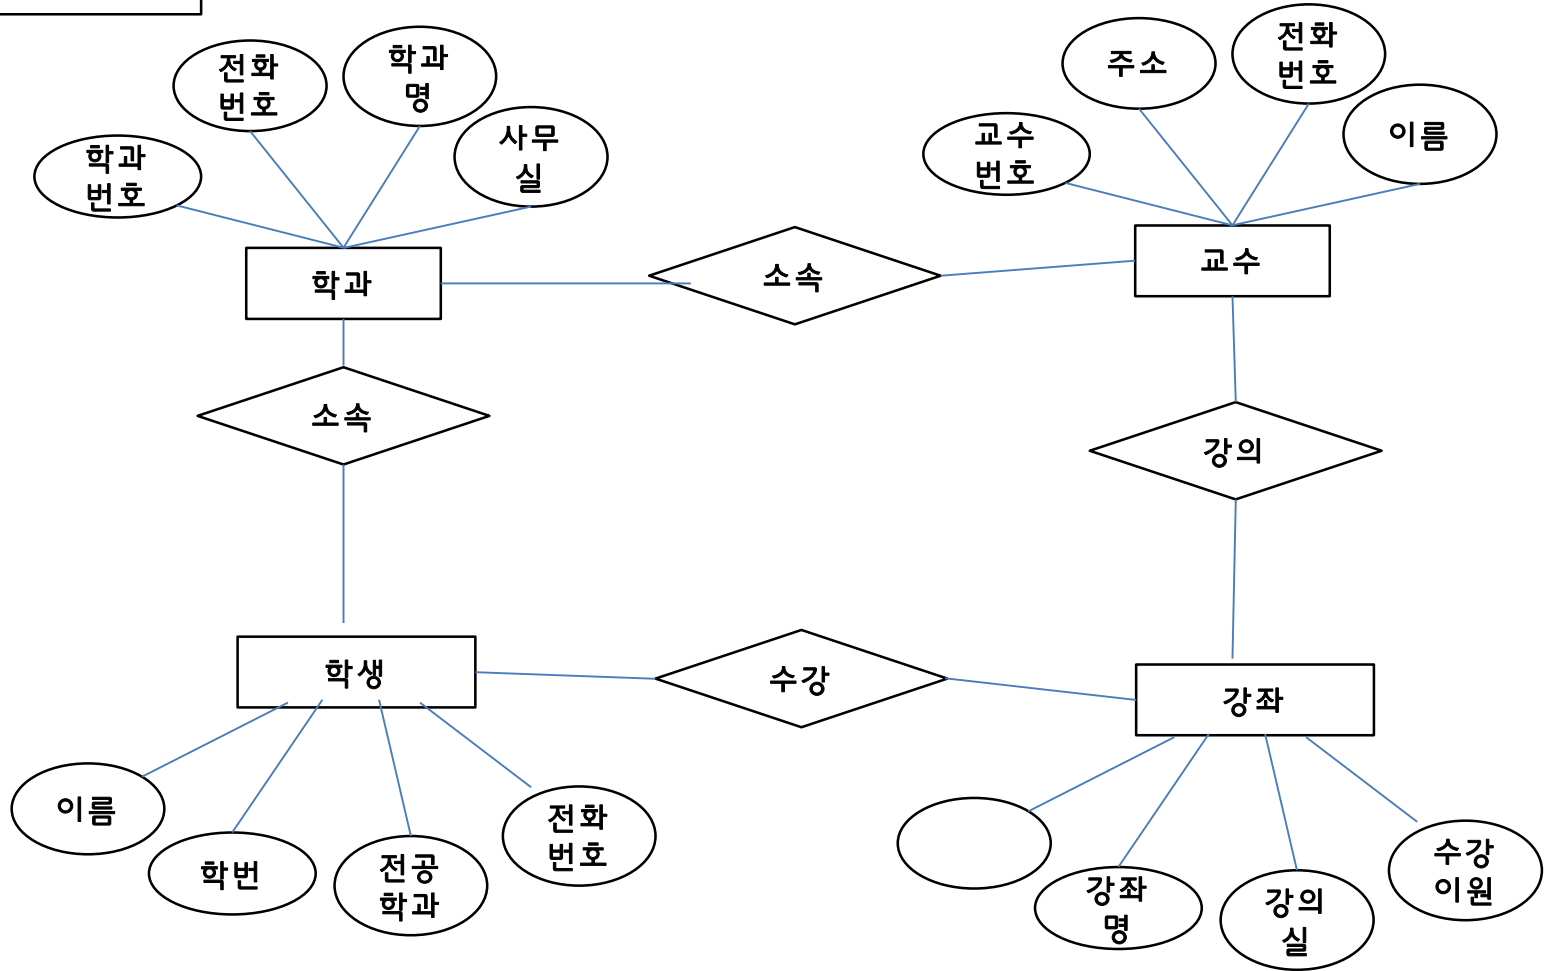 전화
번호
학과
명
주소
전화
번호
학과
번호
사무
실
교수
번호
이름
학과
소속
교수
소속
강의
학생
수강
강좌
이름
학번
전공
학과
전화
번호
강좌
명
강의
실
수강
이원